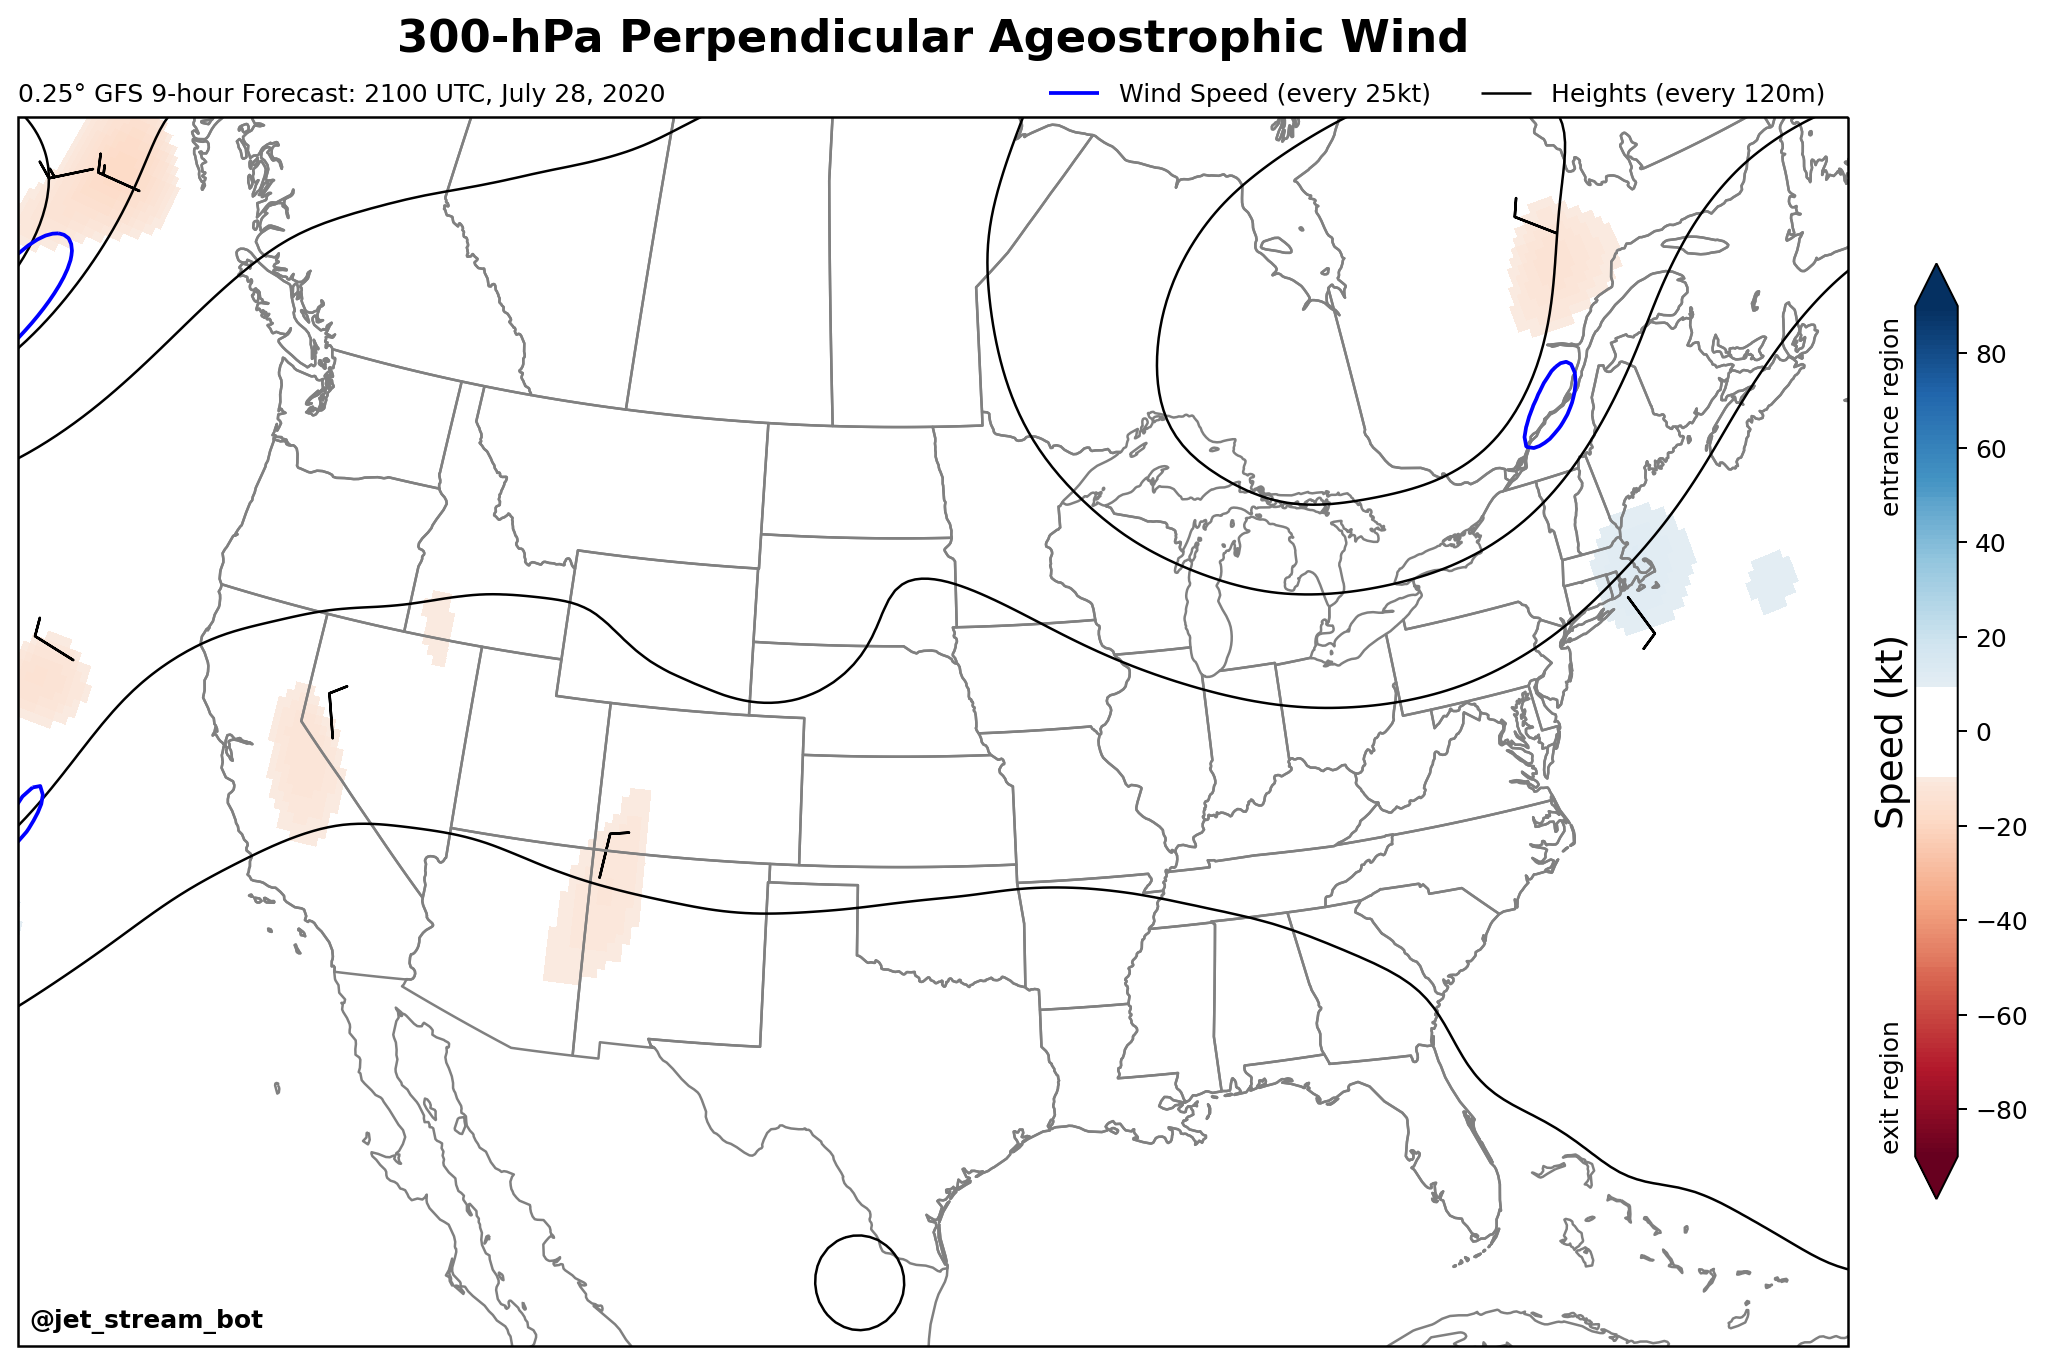 300-hPa Perpendicular Ageostrophic Wind
0.25° GFS 9-hour Forecast: 2100 UTC, July 28, 2020
Wind Speed (every 25kt)
Heights (every 120m)
entrance region
Speed (kt)
exit region
80
60
40
20
0
−20
−40
−60
−80
@jet_stream_bot